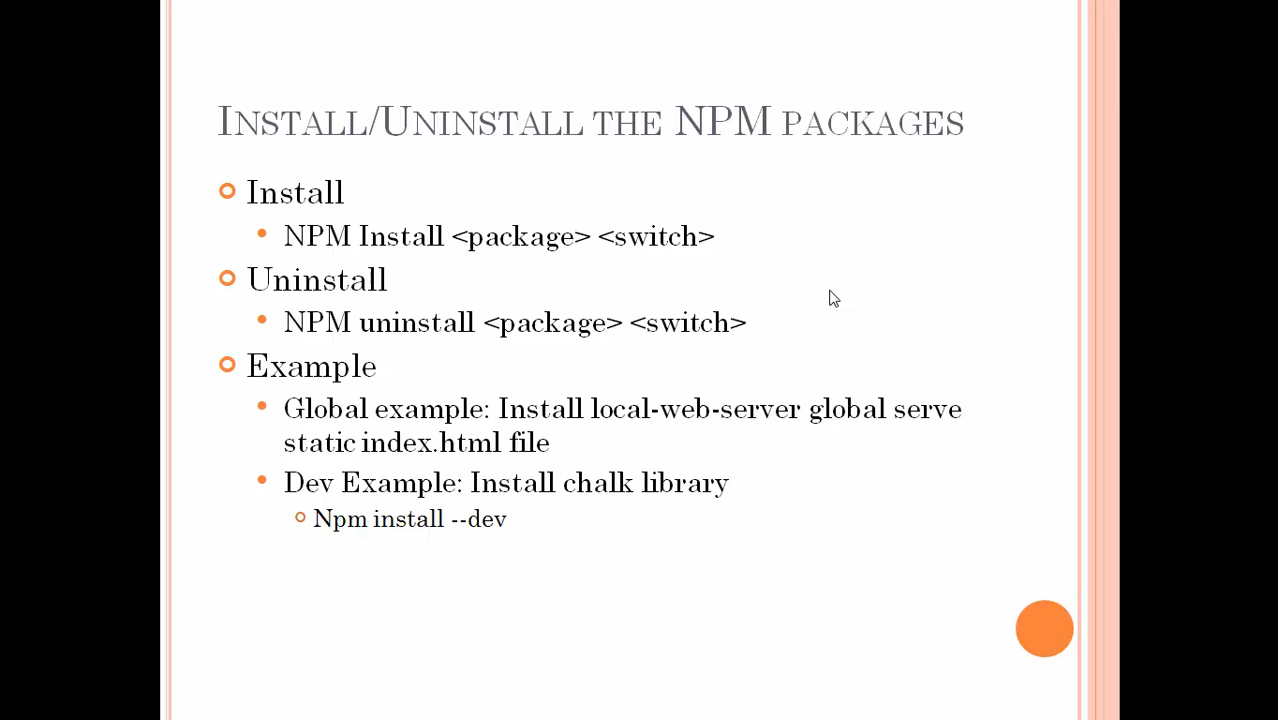 INSTALL/UNINSTALL THE NPM PACKAGES
Install
NPM Install <package> <switch>
Uninstall
NPM uninstall <package> <switch>
Example
Global example: Install local-web-server global serve
static index.html file
Dev Example: Install chalk library
Npm install --dev